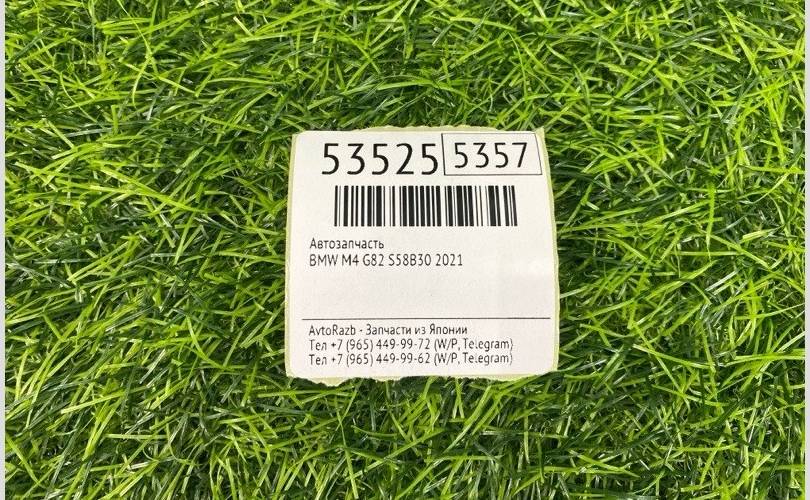 53525 5357
Автозапчасть
BMW M4 G82 S58B30 2021
AvtoRazb - Запчасти из Японии
Тел +7 (965) 449-99-72 (W/P, Telegram)
Тел +7 (965) 449-99-62 (W/P, Telegram)